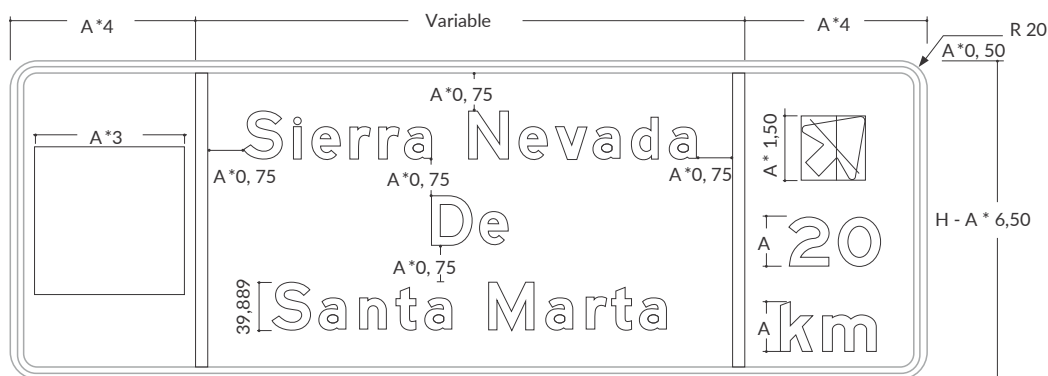 A*4 Variable A*4
R 20
A*0, 50
A*0, 75
A*3
Sierra Nevada
A * 1,50
A*0, 75 A*0, 75 A*0, 75
De
A 20
H - A * 6,50
A*0, 75
39,889
Santa Marta
A km